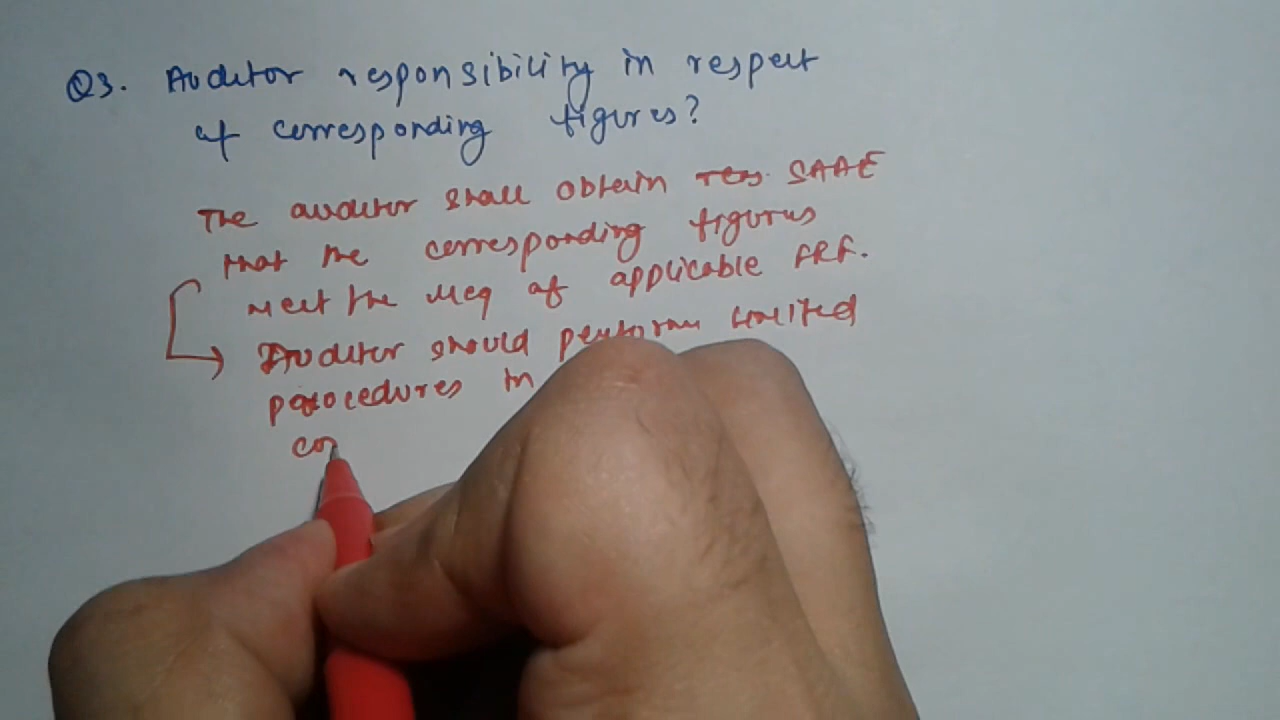 Q3. Auditor responsibility in respect
of corresponding figures?
The auditor shall obtain SAAE
that the corresponding figures
meet the req of applicable FRF.
Auditor should perform limited
procedures in
co